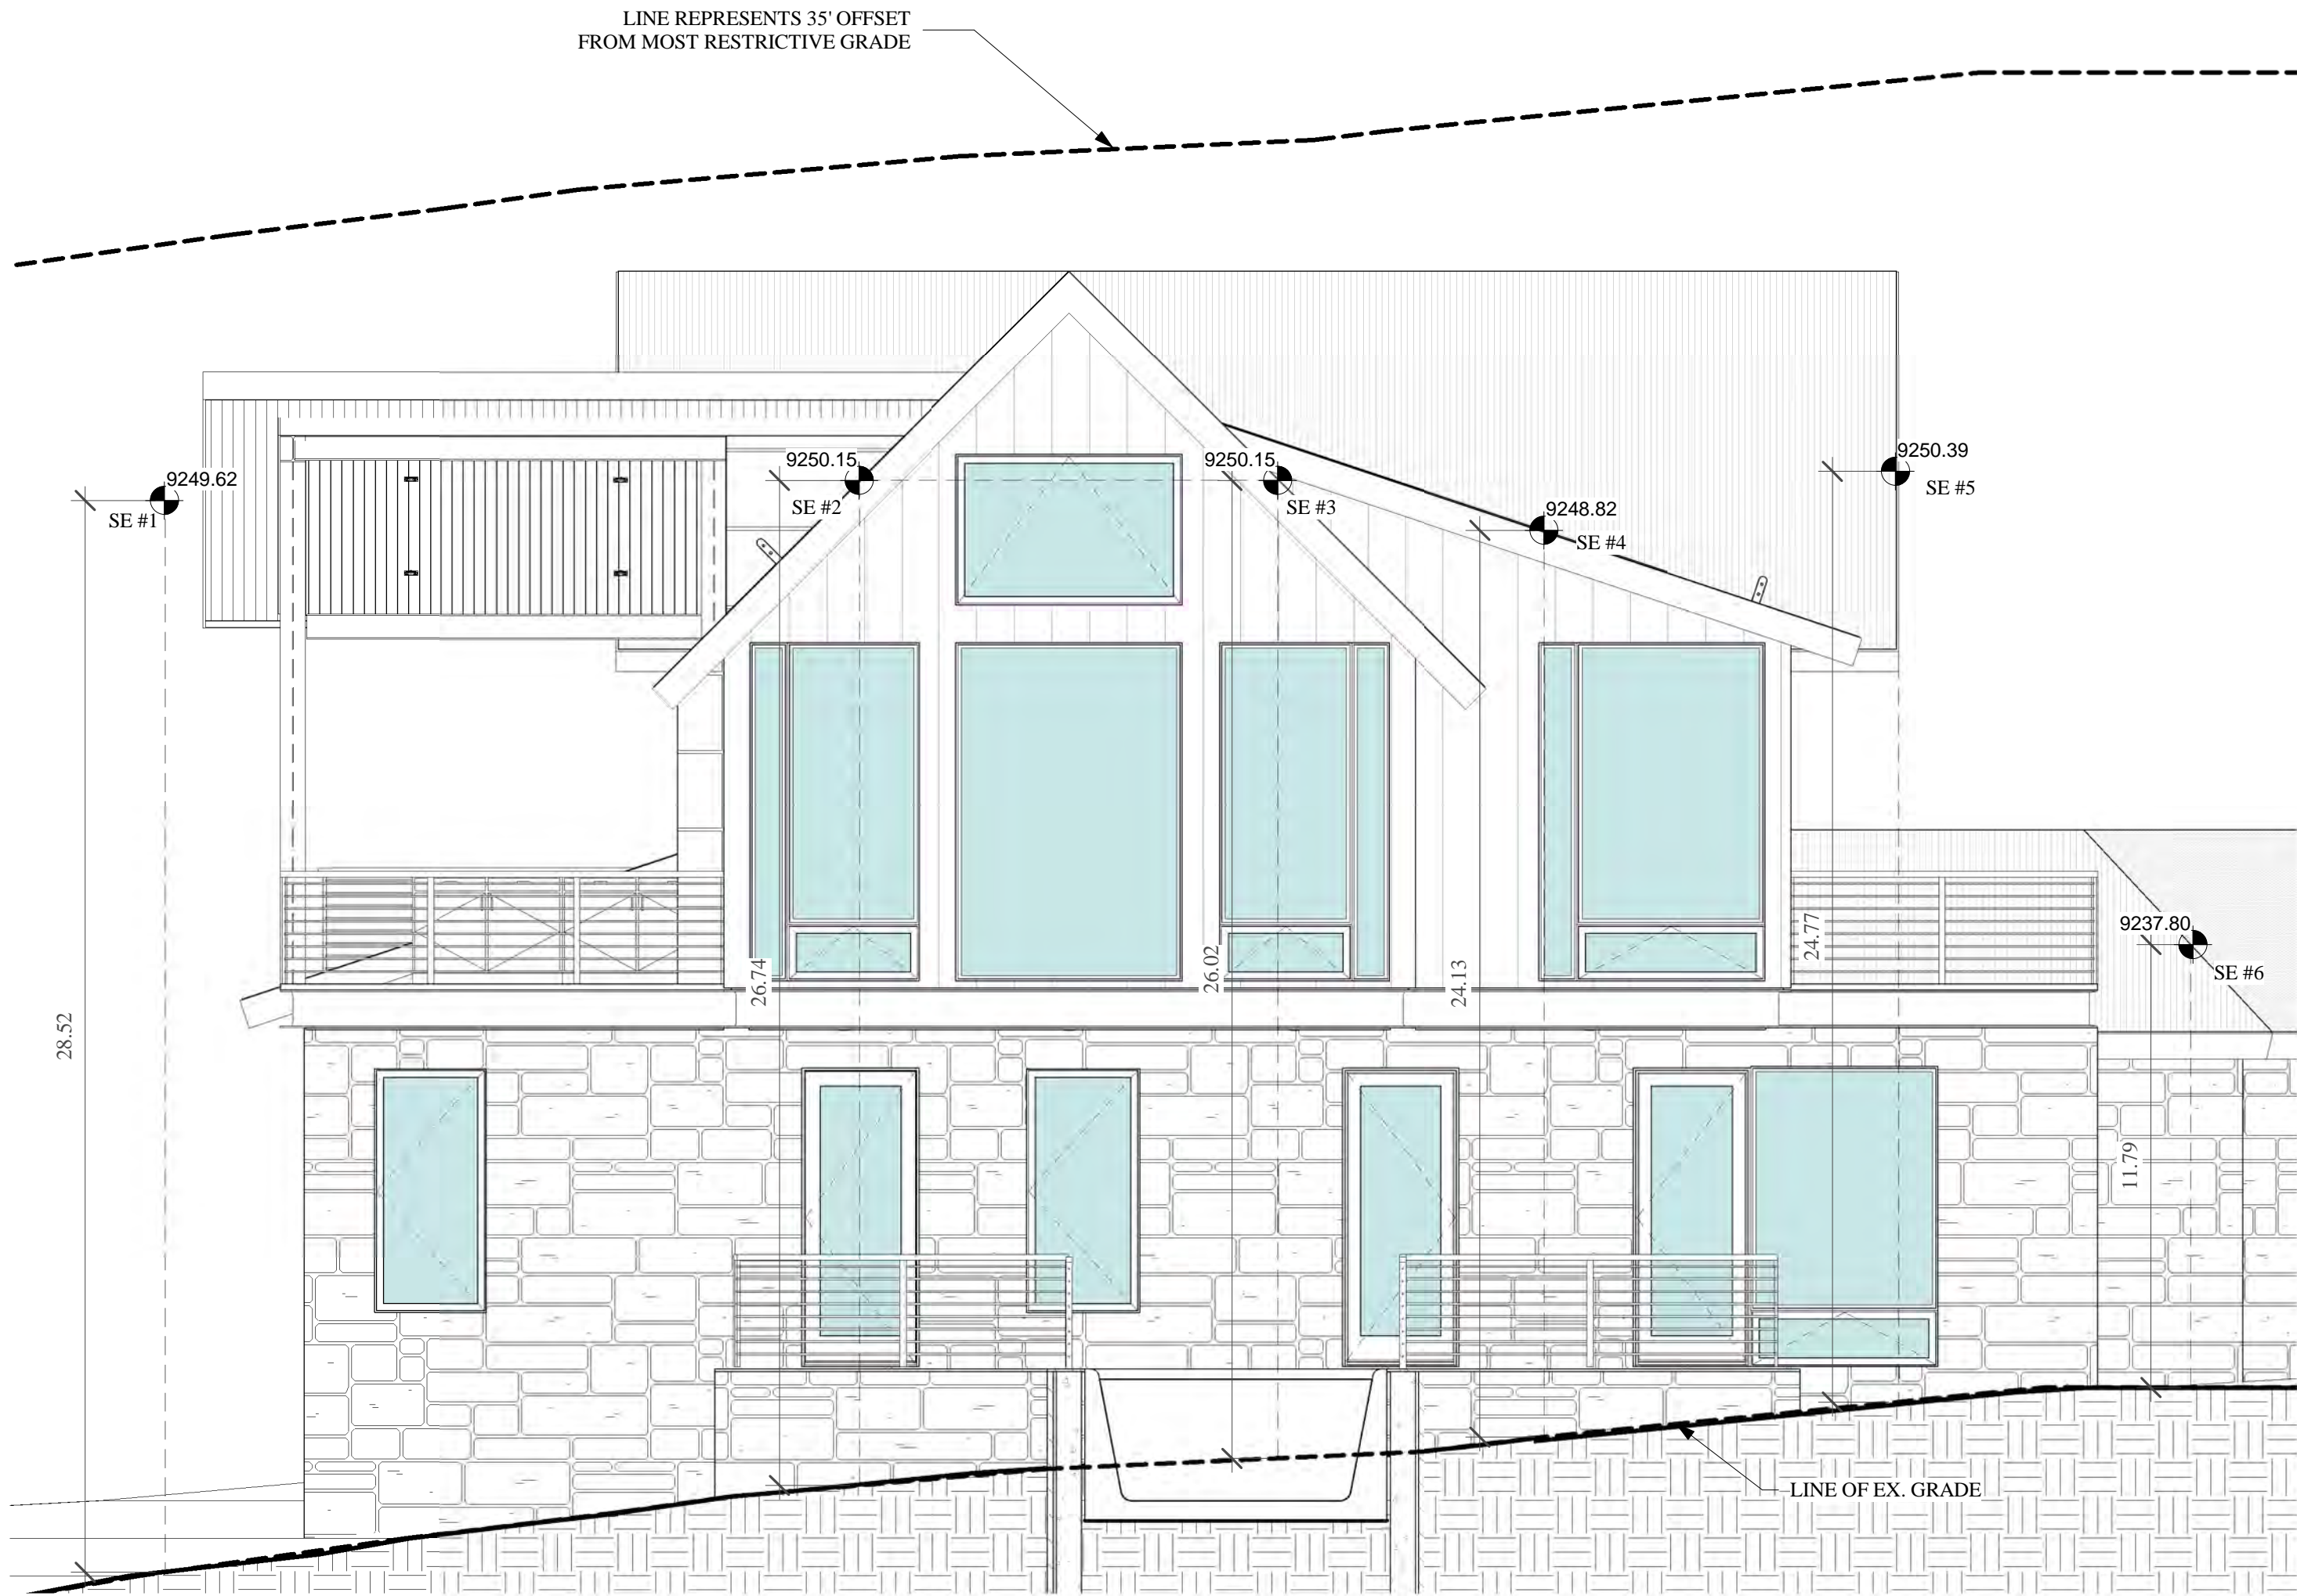 LINE REPRESENTS 35' OFFSET
FROM MOST RESTRICTIVE GRADE
9249.62
SE #1
9250.15
SE #2
9250.15
SE #3
9248.82
SE #4
9250.39
SE #5
9237.80
SE #6
28.52
26.74
26.02
24.13
24.77
11.79
LINE OF EX. GRADE